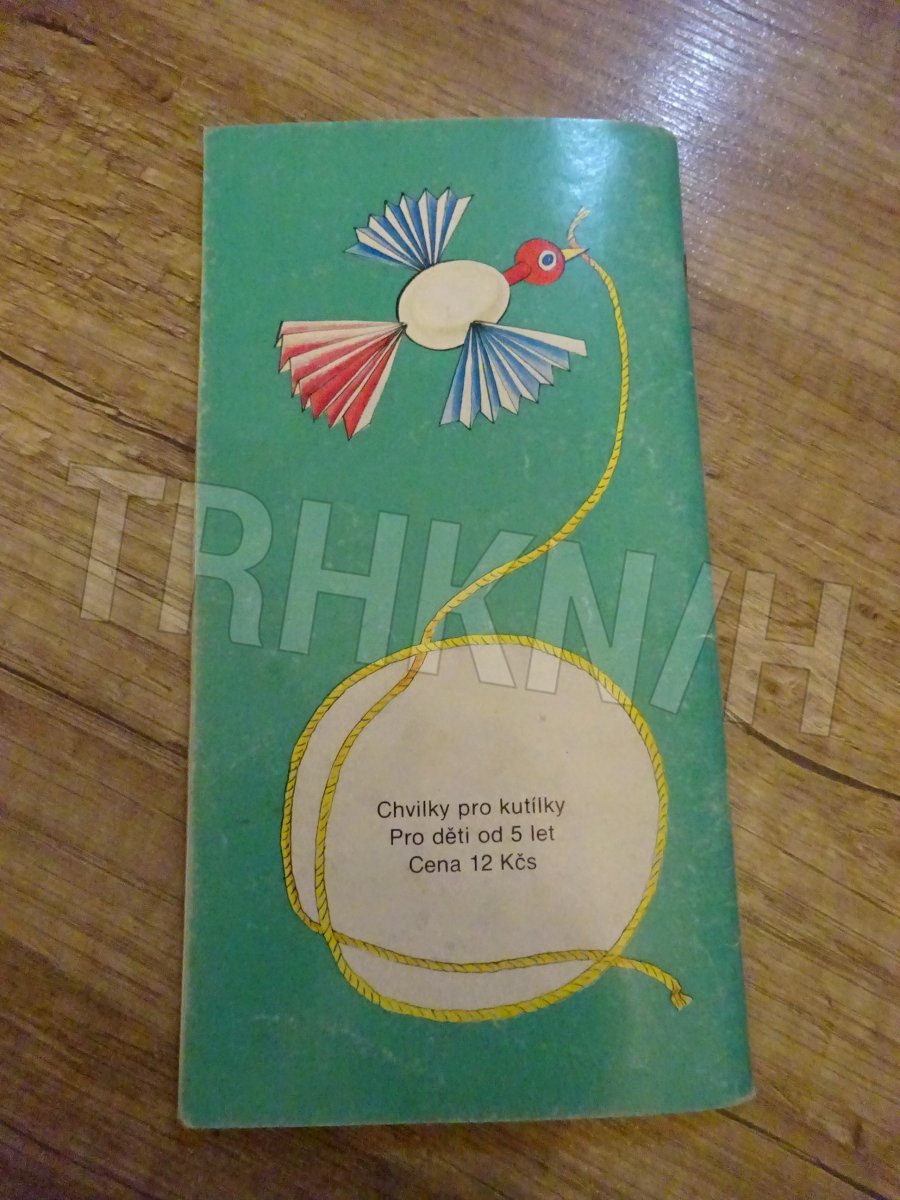 TRHKNIH
Chvilky pro kutílky
Pro děti od 5 let
Cena 12 Kčs